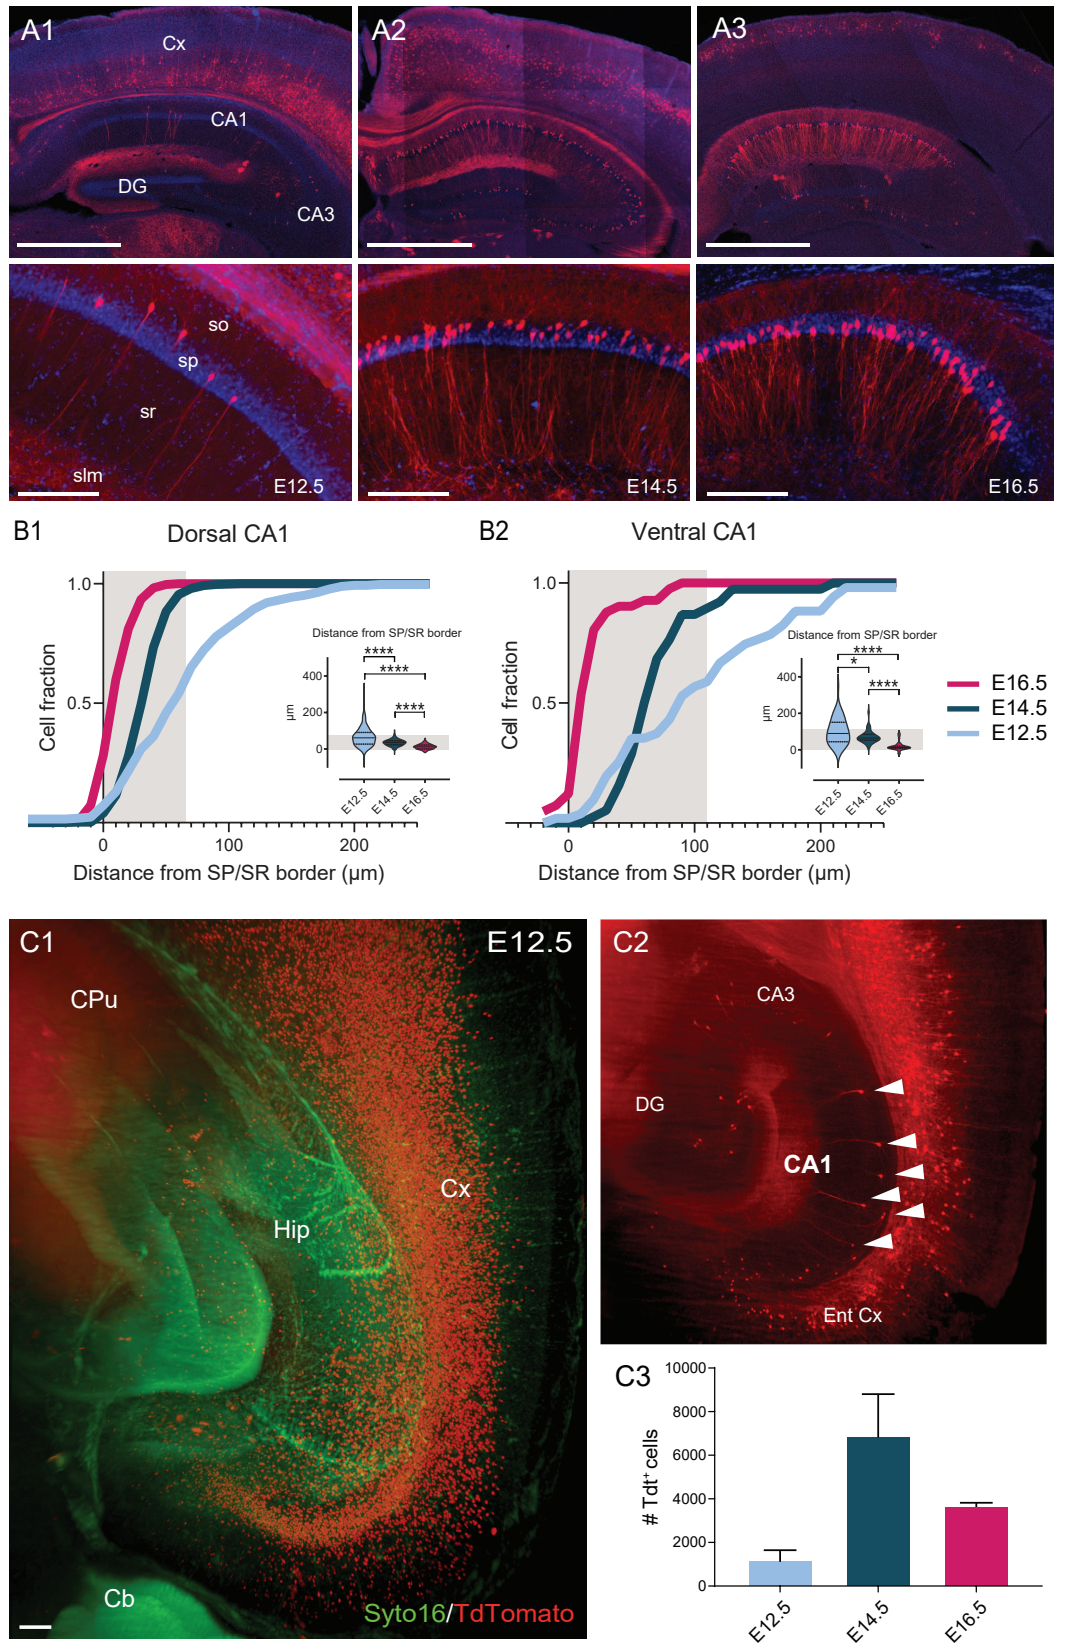 A1
Cx
CA1
DG
CA3
A2
A3
so
sp
sr
slm
E12.5
E14.5
E16.5
B1
Dorsal CA1
1.0
0.5
Cell fraction
Distance from SP/SR border
400
200
0
µm
****
****
****
E12.5
E14.5
E16.5
0
100
200
Distance from SP/SR border (µm)
B2
Ventral CA1
1.0
0.5
Cell fraction
Distance from SP/SR border
400
200
0
µm
****
*
****
E12.5
E14.5
E16.5
0
100
200
Distance from SP/SR border (µm)
E16.5
E14.5
E12.5
C1
E12.5
CPu
Cx
Hip
Cb
Syto16/TdTomato
C2
CA3
DG
CA1
Ent Cx
C3
10000
8000
6000
4000
2000
0
# Tdt⁺ cells
E12.5
E14.5
E16.5